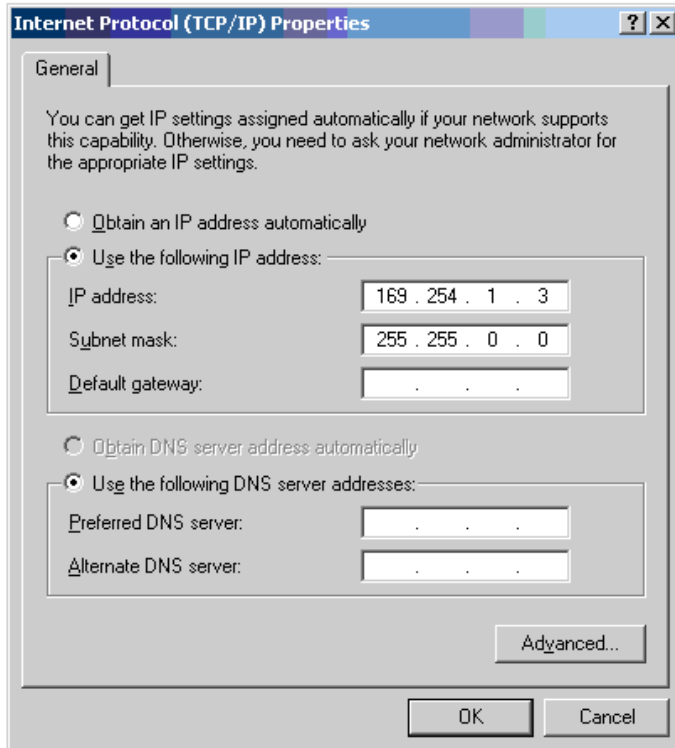 Internet Protocol (TCP/IP) Properties
General
You can get IP settings assigned automatically if your network supports
this capability. Otherwise, you need to ask your network administrator for
the appropriate IP settings.
Obtain an IP address automatically
Use the following IP address:
IP address: 169 . 254 . 1 . 3
Subnet mask: 255 . 255 . 0 . 0
Default gateway: . . .
Obtain DNS server address automatically
Use the following DNS server addresses:
Preferred DNS server: . . .
Alternate DNS server: . . .
Advanced...
OK Cancel